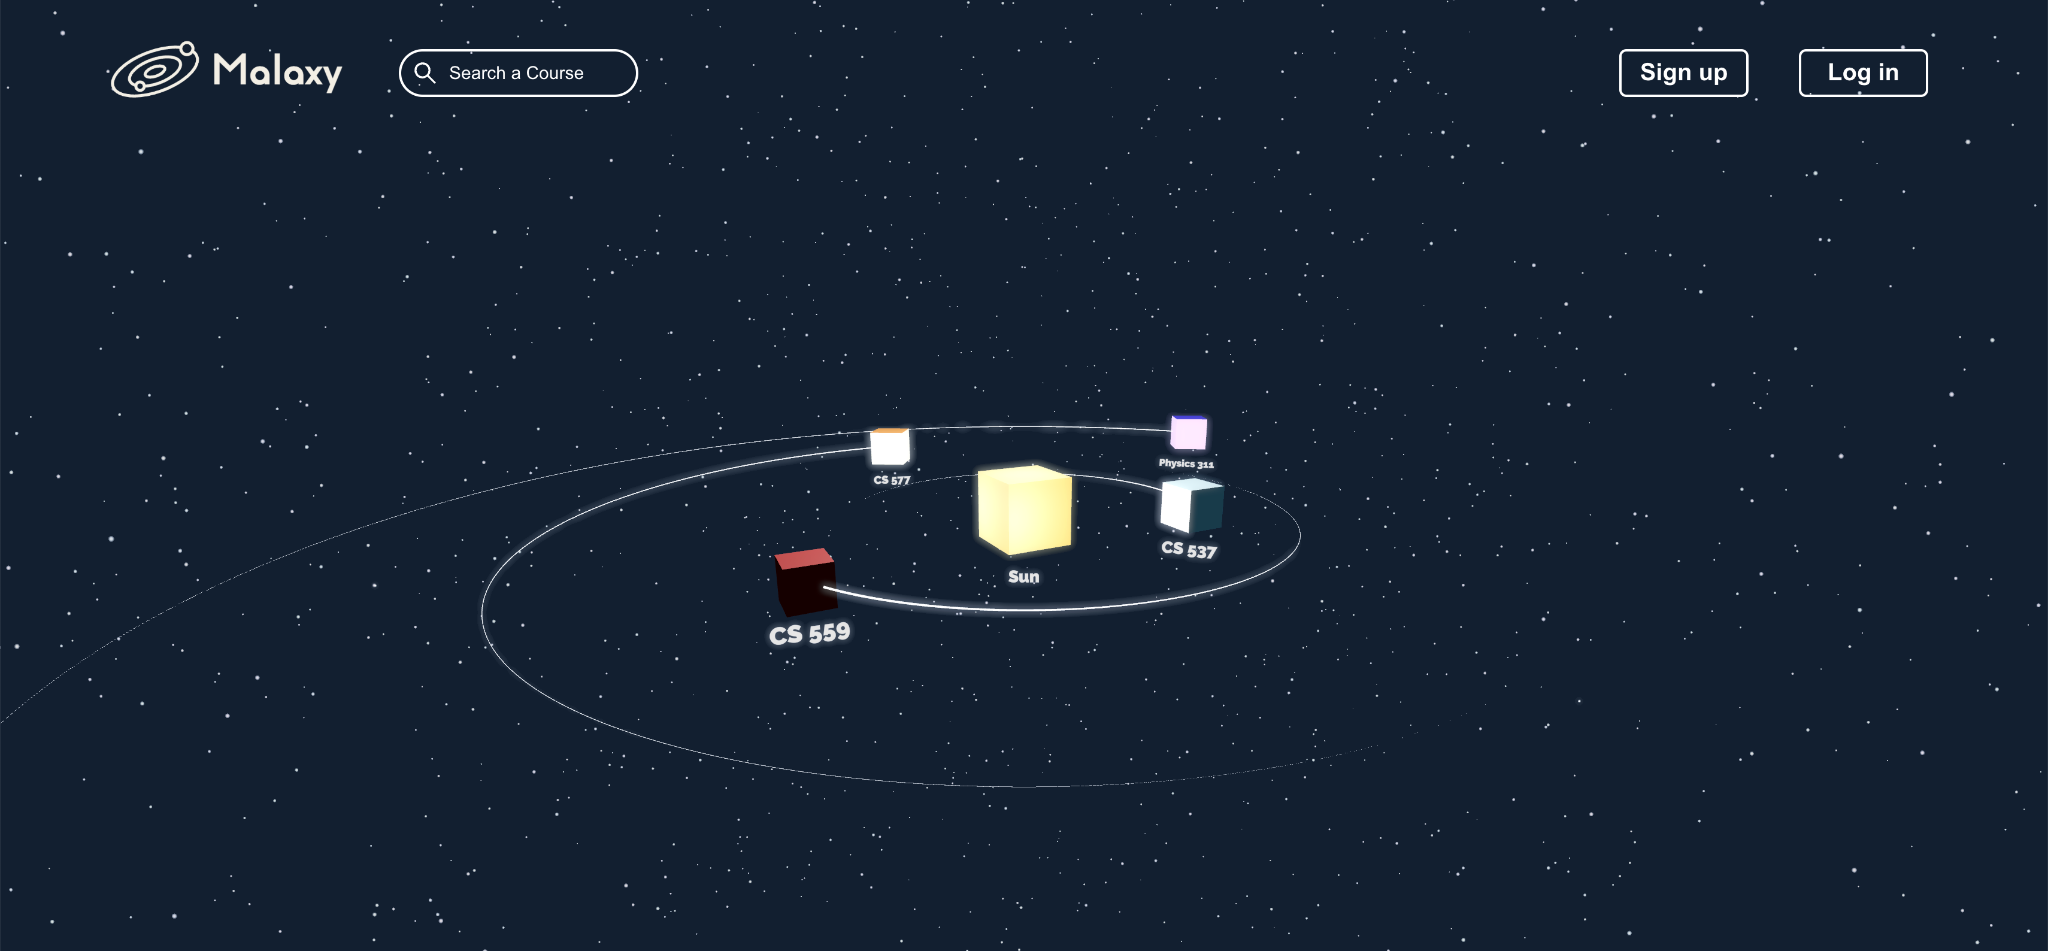 Malaxy
Search a Course
Sign up
Log in
Physics 311
CS 577
CS 537
Sun
CS 559